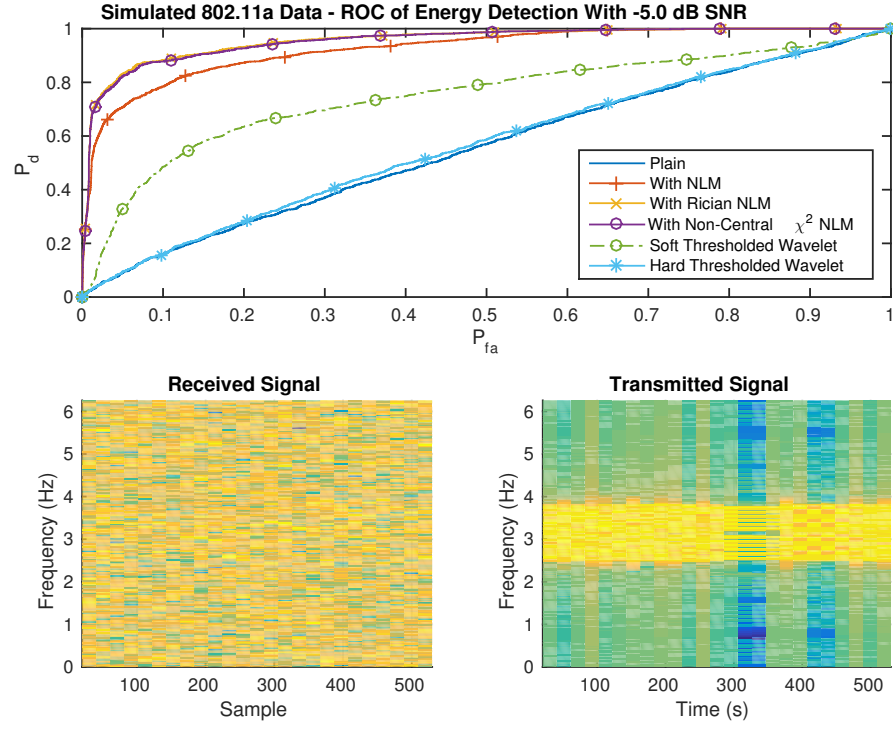 Simulated 802.11a Data - ROC of Energy Detection With -5.0 dB SNR
1
0.8
0.6
0.4
0.2
0
P_d
0 0.1 0.2 0.3 0.4 0.5 0.6 0.7 0.8 0.9 1
P_fa
Plain
With NLM
With Rician NLM
With Non-Central χ² NLM
Soft Thresholded Wavelet
Hard Thresholded Wavelet
Received Signal
6
5
4
3
2
1
0
Frequency (Hz)
100 200 300 400 500
Sample
Transmitted Signal
6
5
4
3
2
1
0
Frequency (Hz)
100 200 300 400 500
Time (s)